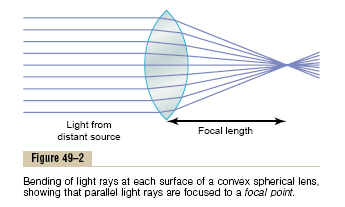 Light from
distant source
Focal length
Figure 49–2
Bending of light rays at each surface of a convex spherical lens,
showing that parallel light rays are focused to a focal point.